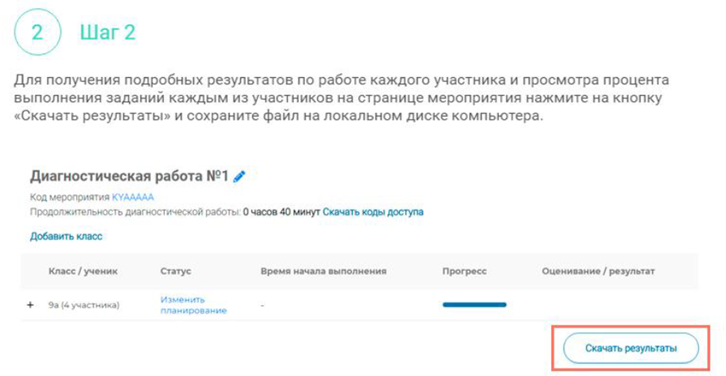 2 Шаг 2
Для получения подробных результатов по работе каждого участника и просмотра процента
выполнения заданий каждым из участников на странице мероприятия нажмите на кнопку
«Скачать результаты» и сохраните файл на локальном диске компьютера.
Диагностическая работа №1
Код мероприятия KYAAAAA
Продолжительность диагностической работы: 0 часов 40 минут Скачать коды доступа
Добавить класс
Класс / ученик Статус Время начала выполнения Прогресс Оценивание / результат
+ 9а (4 участника) Изменить планирование -
Скачать результаты